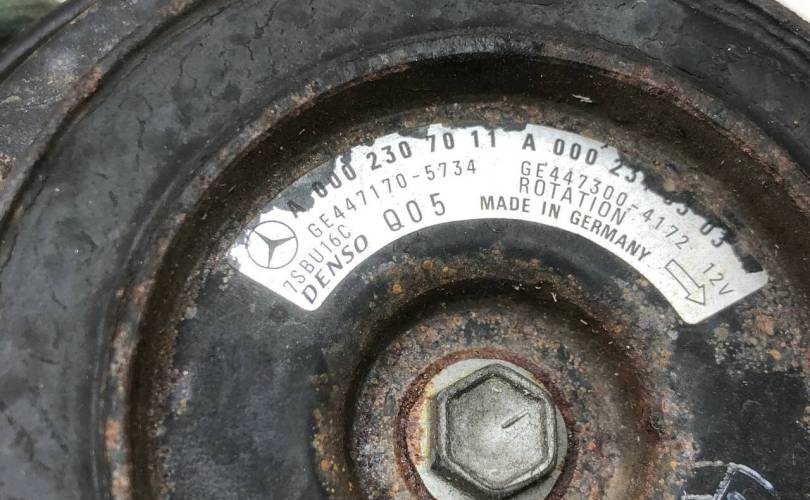 A 000 230 70 11 A 000 23
GE447170-5734 GE447300-4172 12V
7SBU16C Q05 ROTATION
DENSO MADE IN GERMANY